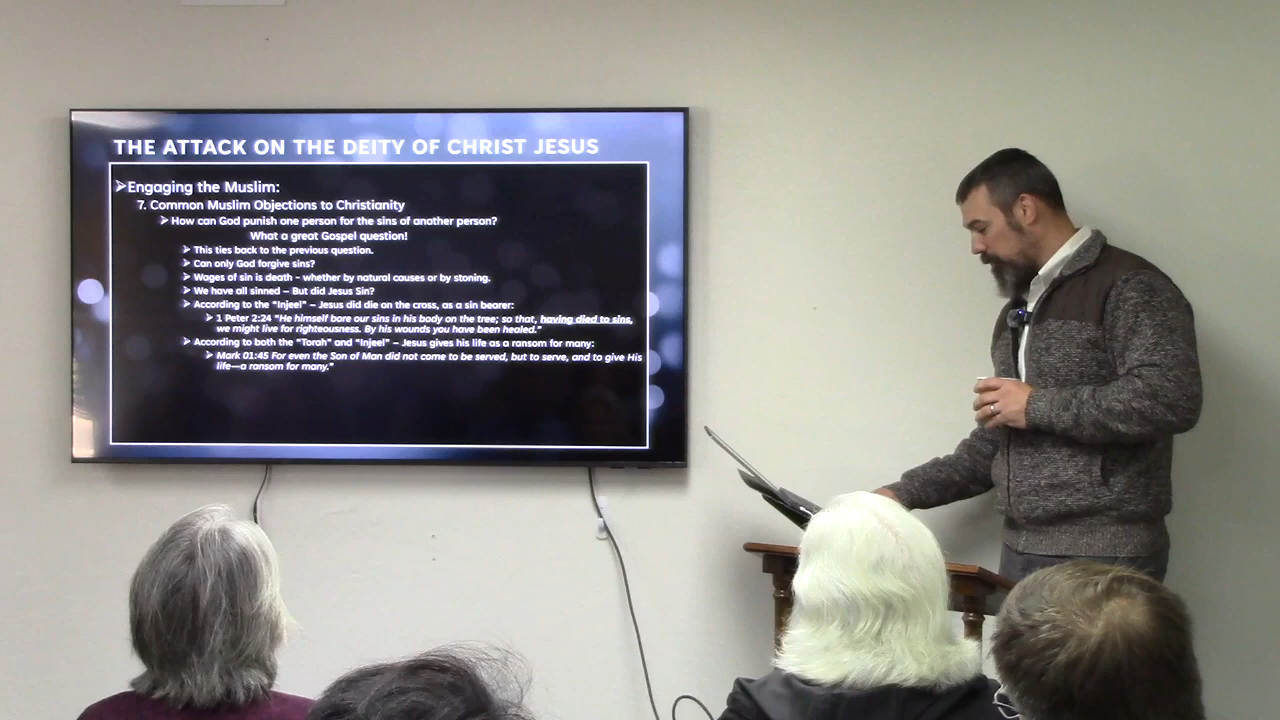 THE ATTACK ON THE DEITY OF CHRIST JESUS
➢Engaging the Muslim:
7. Common Muslim Objections to Christianity
➢ How can God punish one person for the sins of another person?
What a great Gospel question!
➢ This ties back to the previous question.
➢ Can only God forgive sins?
➢ Wages of sin is death - whether by natural causes or by stoning.
➢ We have all sinned – But did Jesus Sin?
➢ According to the "Injeel" – Jesus did die on the cross, as a sin bearer:
➢ 1 Peter 2:24 "He himself bore our sins in his body on the tree; so that, having died to sins,
we might live for righteousness. By his wounds you have been healed."
➢ According to both the "Torah" and "Injeel" – Jesus gives his life as a ransom for many:
➢ Mark 01:45 For even the Son of Man did not come to be served, but to serve, and to give His
life—a ransom for many."